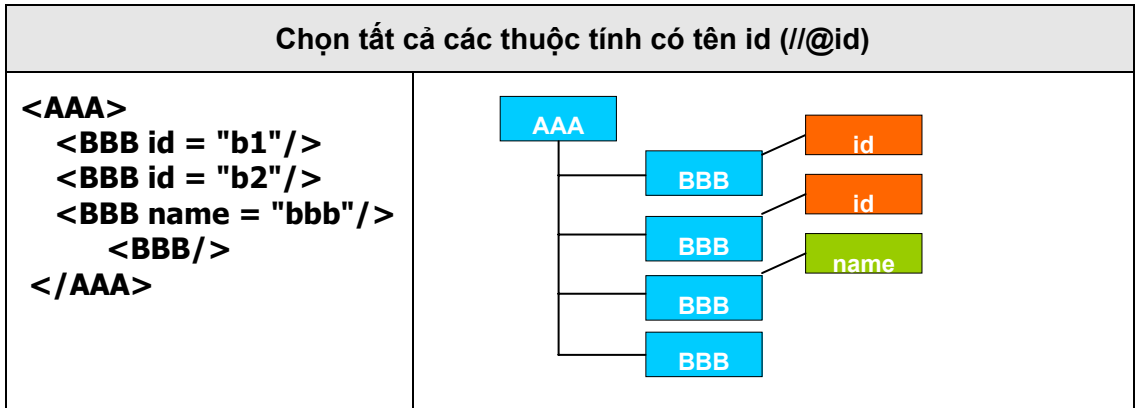 Chọn tất cả các thuộc tính có tên id (//@id)
<AAA>
<BBB id = "b1"/>
<BBB id = "b2"/>
<BBB name = "bbb"/>
<BBB/>
</AAA>
AAA
id
BBB
id
BBB
name
BBB
BBB